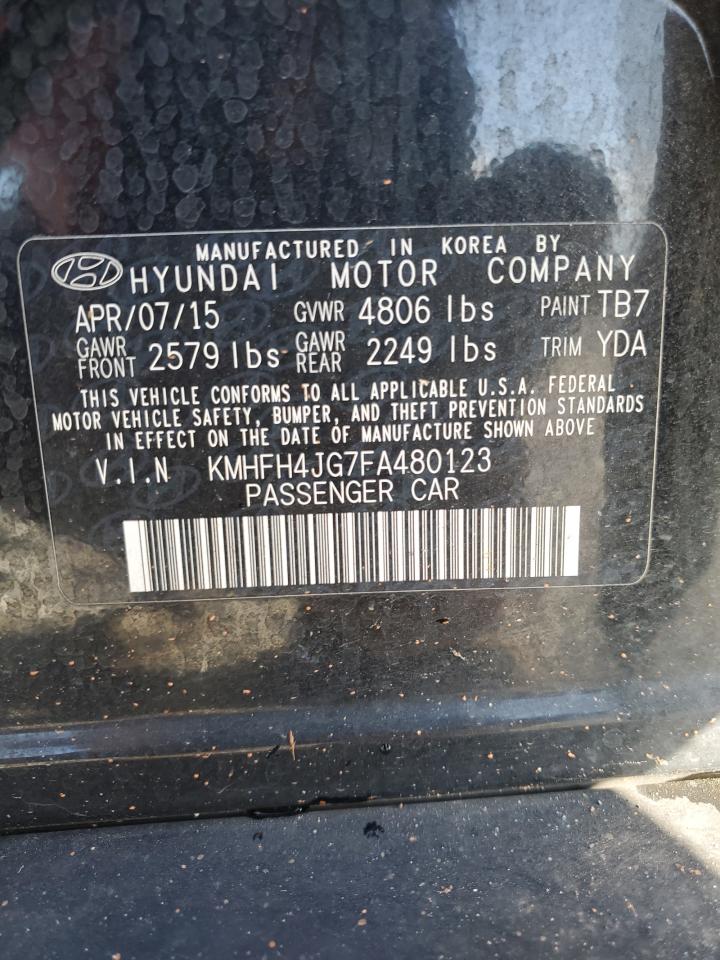 MANUFACTURED IN KOREA BY
HYUNDAI MOTOR COMPANY
APR/07/15 GVWR 4806 lbs PAINT TB7
GAWR FRONT 2579 lbs GAWR REAR 2249 lbs TRIM YDA
THIS VEHICLE CONFORMS TO ALL APPLICABLE U.S.A. FEDERAL
MOTOR VEHICLE SAFETY, BUMPER, AND THEFT PREVENTION STANDARDS
IN EFFECT ON THE DATE OF MANUFACTURE SHOWN ABOVE
V.I.N KMHFH4JG7FA480123
PASSENGER CAR